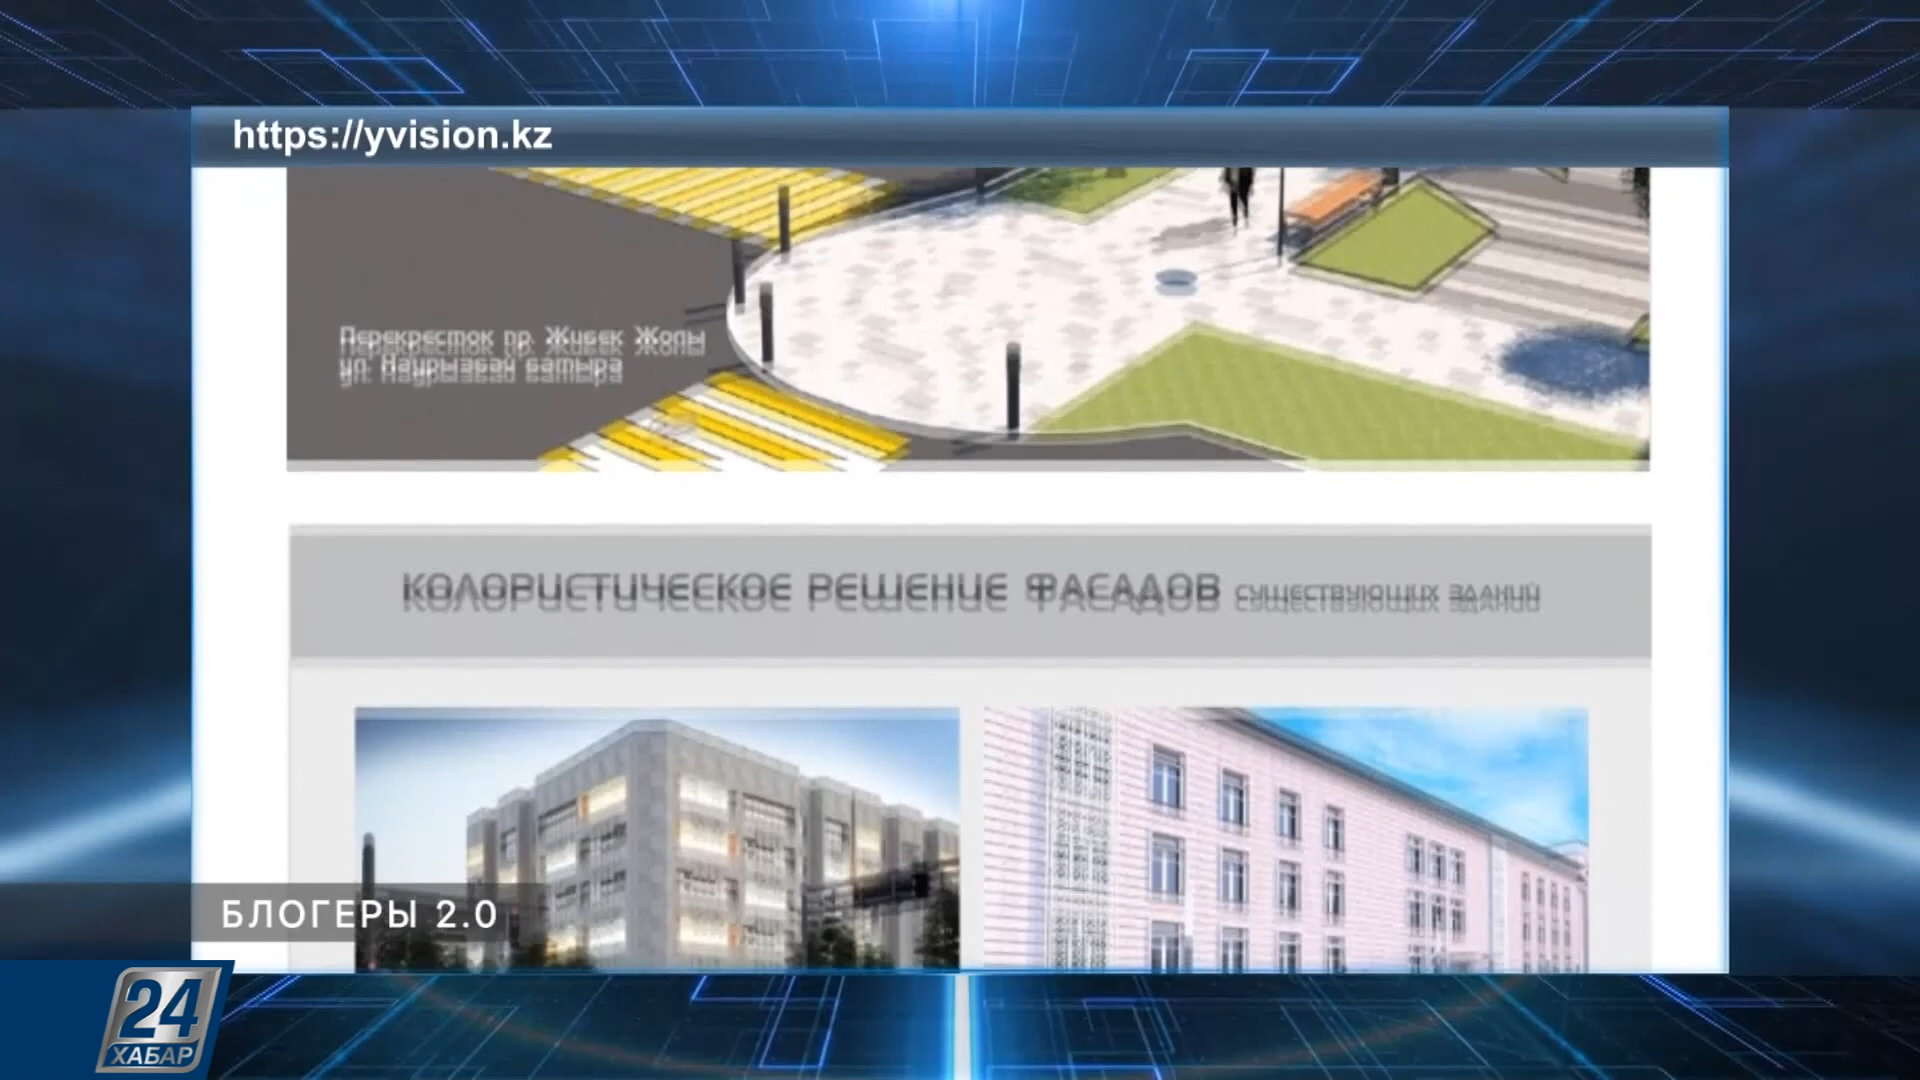 https://yvision.kz
Перекресток пр. Жибек Жолы
ул. Наурызбай батыра
КОЛОРИСТИЧЕСКОЕ РЕШЕНИЕ ФАСАДОВ СУЩЕСТВУЮЩИХ ЗДАНИЙ
БЛОГЕРЫ 2.0
24
ХАБАР